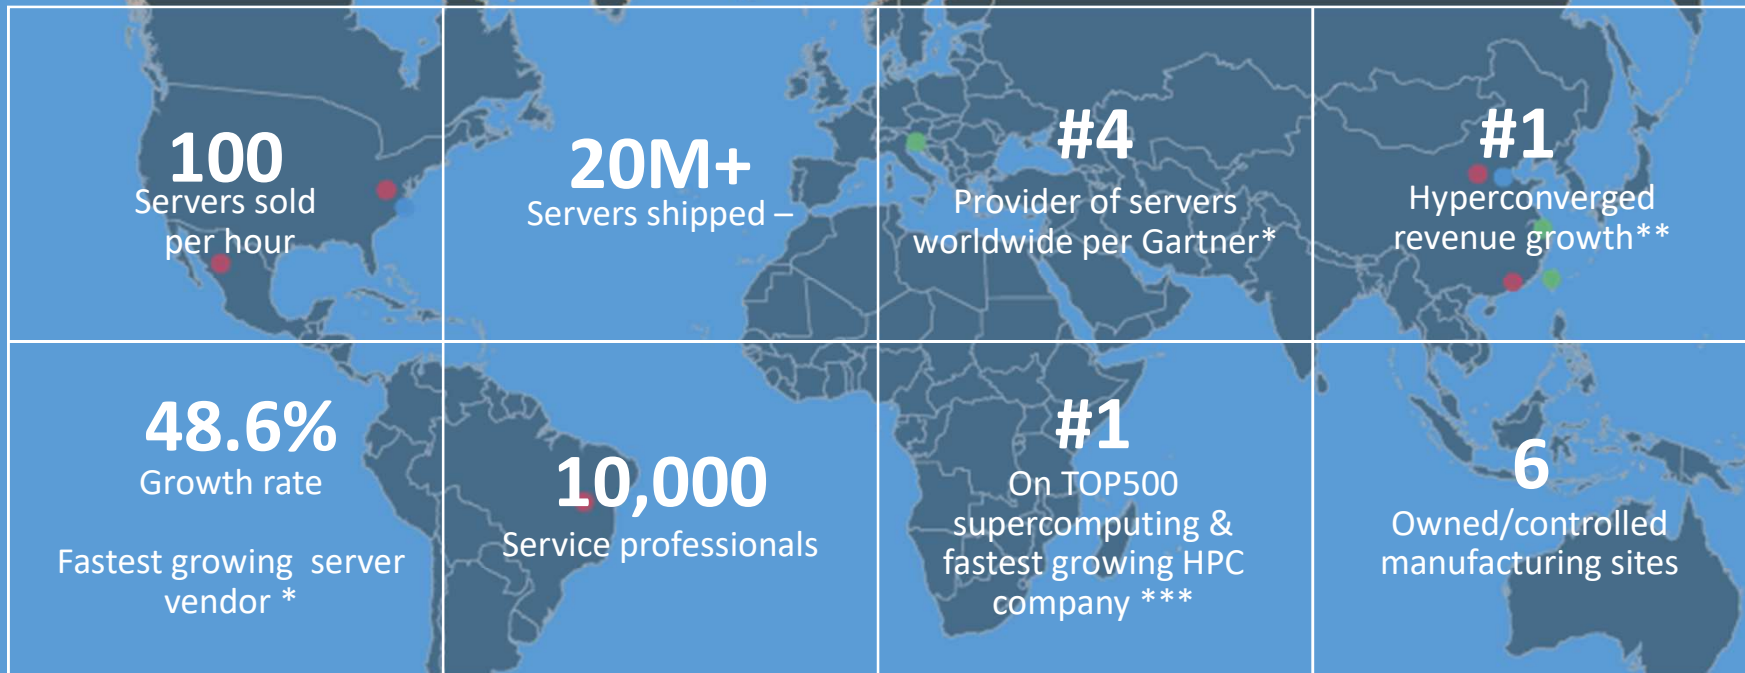 100
Servers sold
per hour
20M+
Servers shipped –
#4
Provider of servers
worldwide per Gartner*
#1
Hyperconverged
revenue growth**
48.6%
Growth rate
Fastest growing  server
vendor *
10,000
Service professionals
#1
On TOP500
supercomputing &
fastest growing HPC
company ***
6
Owned/controlled
manufacturing sites